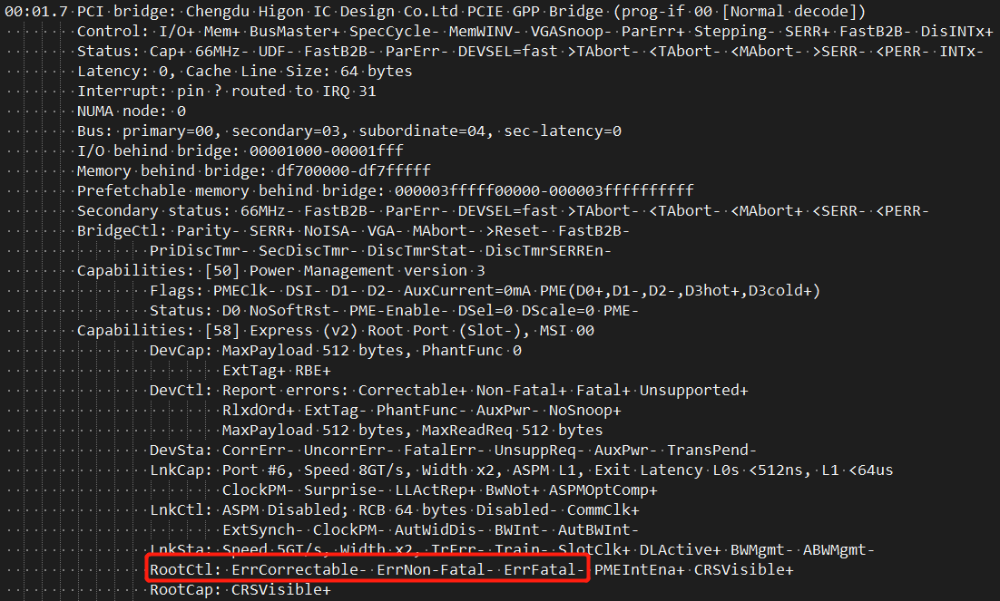 00:01.7 PCI bridge: Chengdu Higon IC Design Co.Ltd PCIE GPP Bridge (prog-if 00 [Normal decode])
Control: I/O+ Mem+ BusMaster+ SpecCycle- MemWINV- VGASnoop- ParErr+ Stepping- SERR+ FastB2B- DisINTx+
Status: Cap+ 66MHz- UDF- FastB2B- ParErr- DEVSEL=fast >TAbort- <TAbort- <MAbort- >SERR- <PERR- INTx-
Latency: 0, Cache Line Size: 64 bytes
Interrupt: pin ? routed to IRQ 31
NUMA node: 0
Bus: primary=00, secondary=03, subordinate=04, sec-latency=0
I/O behind bridge: 00001000-00001fff
Memory behind bridge: df700000-df7fffff
Prefetchable memory behind bridge: 000003fffff00000-000003ffffffffff
Secondary status: 66MHz- FastB2B- ParErr- DEVSEL=fast >TAbort- <TAbort- <MAbort+ <SERR- <PERR-
BridgeCtl: Parity- SERR+ NoISA- VGA- MAbort- >Reset- FastB2B-
PriDiscTmr- SecDiscTmr- DiscTmrStat- DiscTmrSERREn-
Capabilities: [50] Power Management version 3
Flags: PMEClk- DSI- D1- D2- AuxCurrent=0mA PME(D0+,D1-,D2-,D3hot+,D3cold+)
Status: D0 NoSoftRst- PME-Enable- DSel=0 DScale=0 PME-
Capabilities: [58] Express (v2) Root Port (Slot-), MSI 00
DevCap: MaxPayload 512 bytes, PhantFunc 0
ExtTag+ RBE+
DevCtl: Report errors: Correctable+ Non-Fatal+ Fatal+ Unsupported+
RlxdOrd+ ExtTag- PhantFunc- AuxPwr- NoSnoop+
MaxPayload 512 bytes, MaxReadReq 512 bytes
DevSta: CorrErr- UncorrErr- FatalErr- UnsuppReq- AuxPwr- TransPend-
LnkCap: Port #6, Speed 8GT/s, Width x2, ASPM L1, Exit Latency L0s <512ns, L1 <64us
ClockPM- Surprise- LLActRep+ BwNot+ ASPMOptComp+
LnkCtl: ASPM Disabled; RCB 64 bytes Disabled- CommClk+
ExtSynch- ClockPM- AutWidDis- BWInt- AutBWInt-
LnkSta: Speed 5GT/s, Width x2, TrErr- Train- SlotClk+ DLActive+ BWMgmt- ABWMgmt-
RootCtl: ErrCorrectable- ErrNon-Fatal- ErrFatal- PMEIntEna+ CRSVisible+
RootCap: CRSVisible+